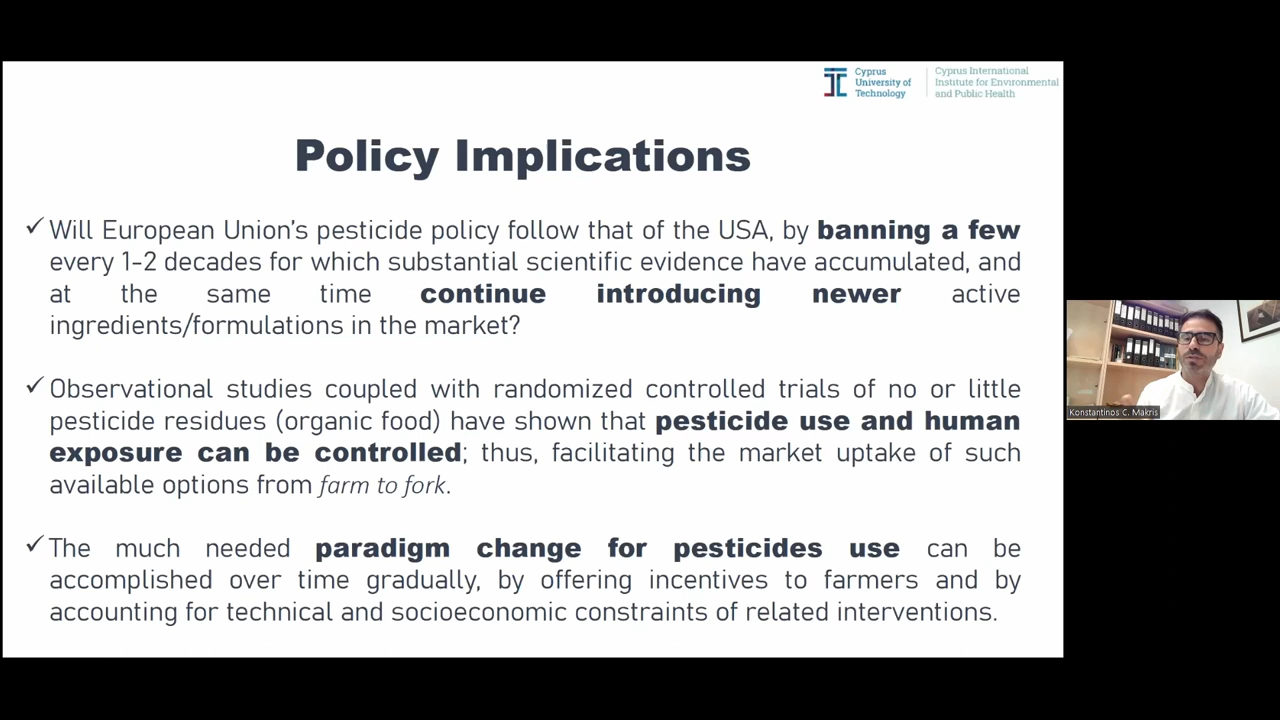 Cyprus
University of
Technology
Cyprus International
Institute for Environmental
and Public Health
Policy Implications
✓ Will European Union's pesticide policy follow that of the USA, by banning a few
every 1-2 decades for which substantial scientific evidence have accumulated, and
at the same time continue introducing newer active
ingredients/formulations in the market?
✓ Observational studies coupled with randomized controlled trials of no or little
pesticide residues (organic food) have shown that pesticide use and human
exposure can be controlled; thus, facilitating the market uptake of such
available options from farm to fork.
✓ The much needed paradigm change for pesticides use can be
accomplished over time gradually, by offering incentives to farmers and by
accounting for technical and socioeconomic constraints of related interventions.
Konstantinos C. Makris